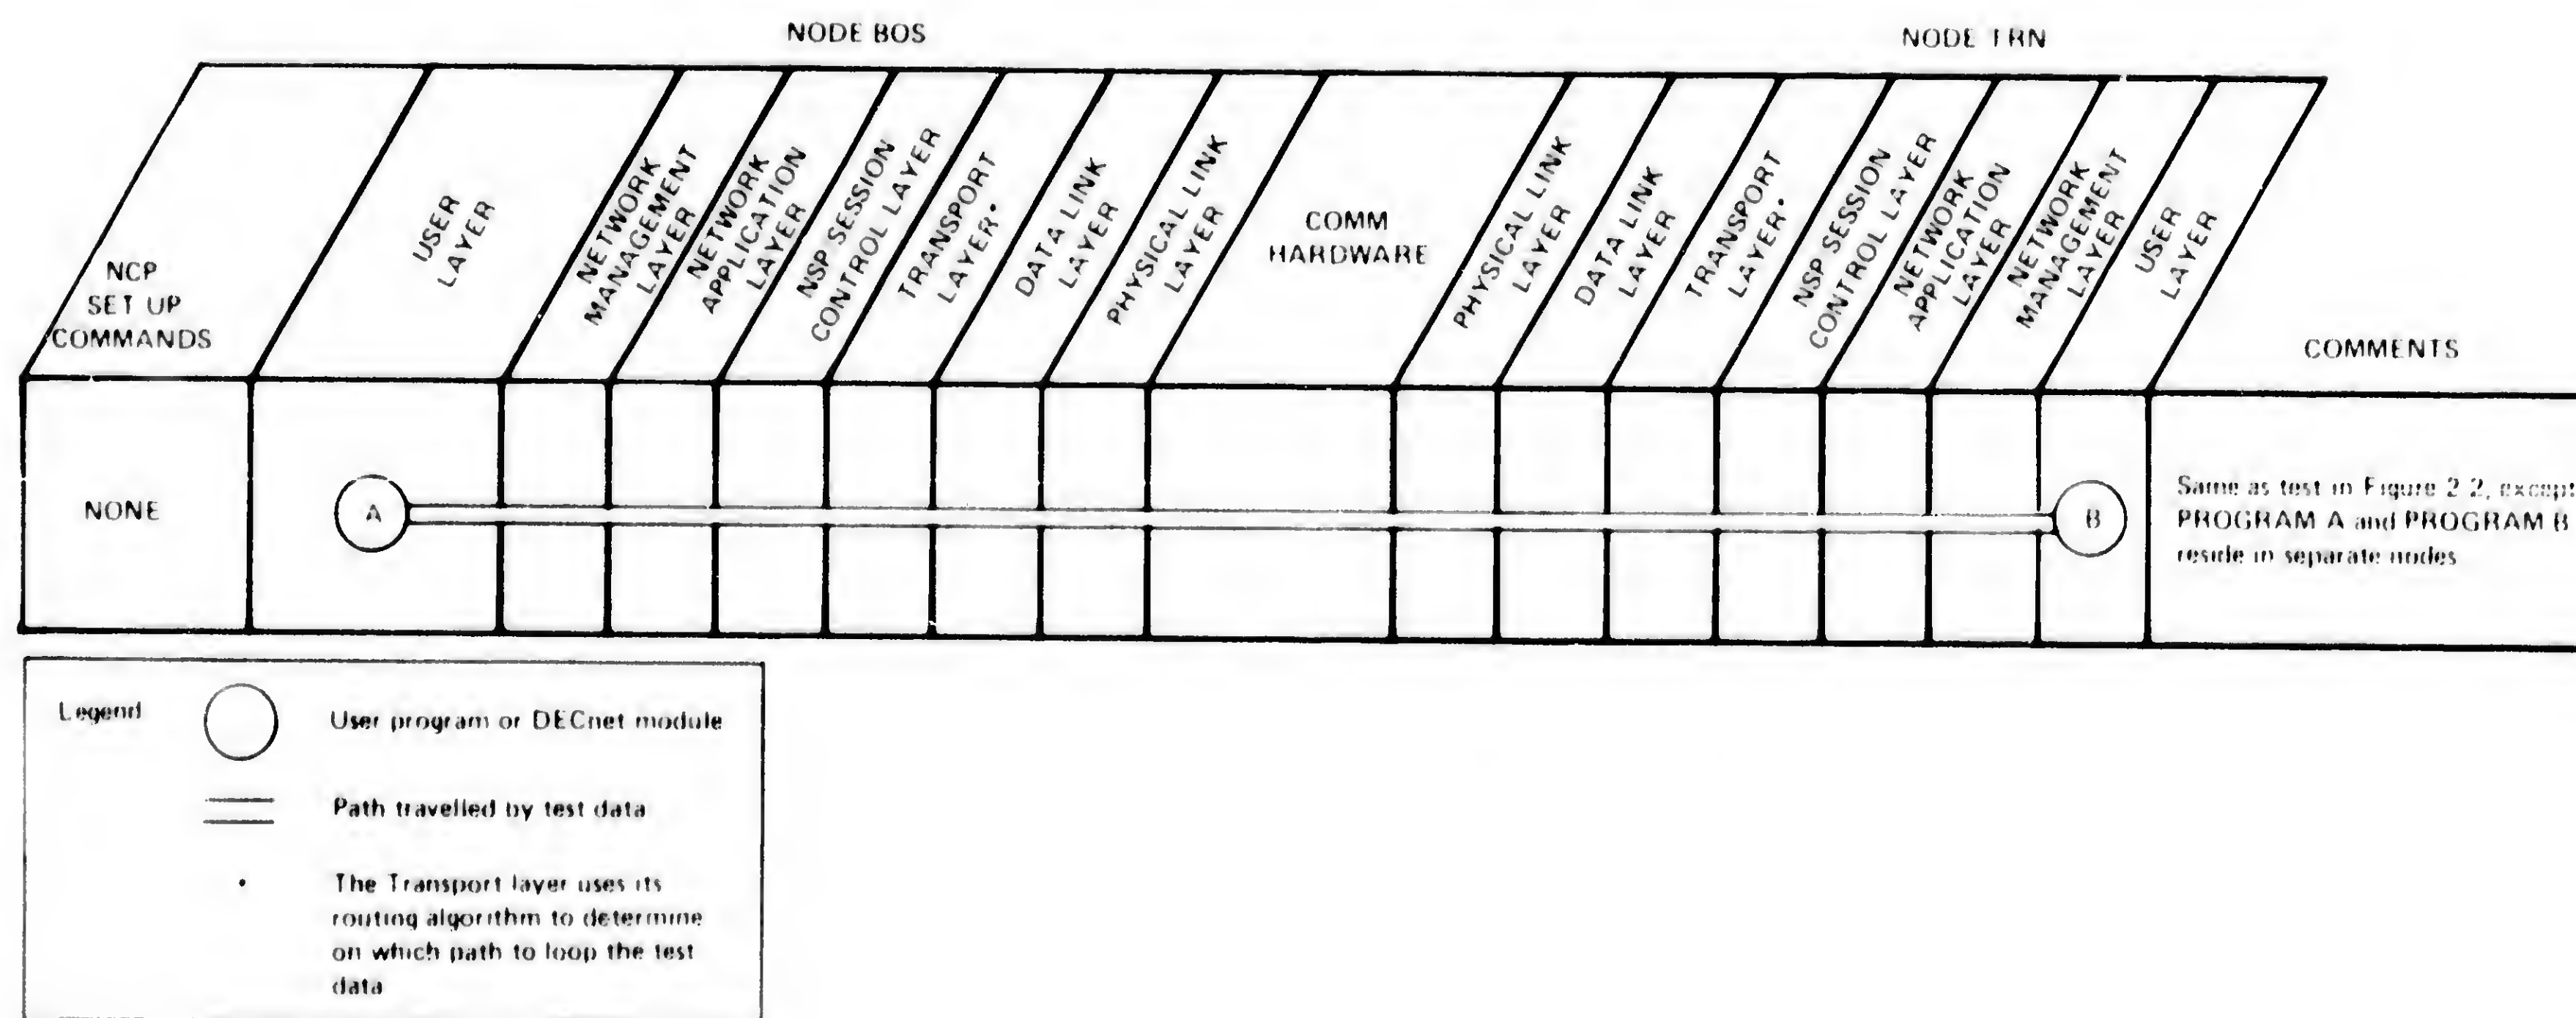 NODE BOS
NODE TRN
NCP
SET UP
COMMANDS
USER
LAYER
NETWORK
MANAGEMENT
LAYER
NETWORK
APPLICATION
LAYER
NSP SESSION
CONTROL LAYER
TRANSPORT
LAYER*
DATA LINK
LAYER
PHYSICAL LINK
LAYER
COMM
HARDWARE
PHYSICAL LINK
LAYER
DATA LINK
LAYER
TRANSPORT
LAYER*
NSP SESSION
CONTROL LAYER
NETWORK
APPLICATION
LAYER
NETWORK
MANAGEMENT
LAYER
USER
LAYER
COMMENTS
NONE
A
B
Same as test in Figure 2-2, except
PROGRAM A and PROGRAM B
reside in separate nodes
Legend
User program or DECnet module
Path travelled by test data
* The Transport layer uses its
routing algorithm to determine
on which path to loop the test
data